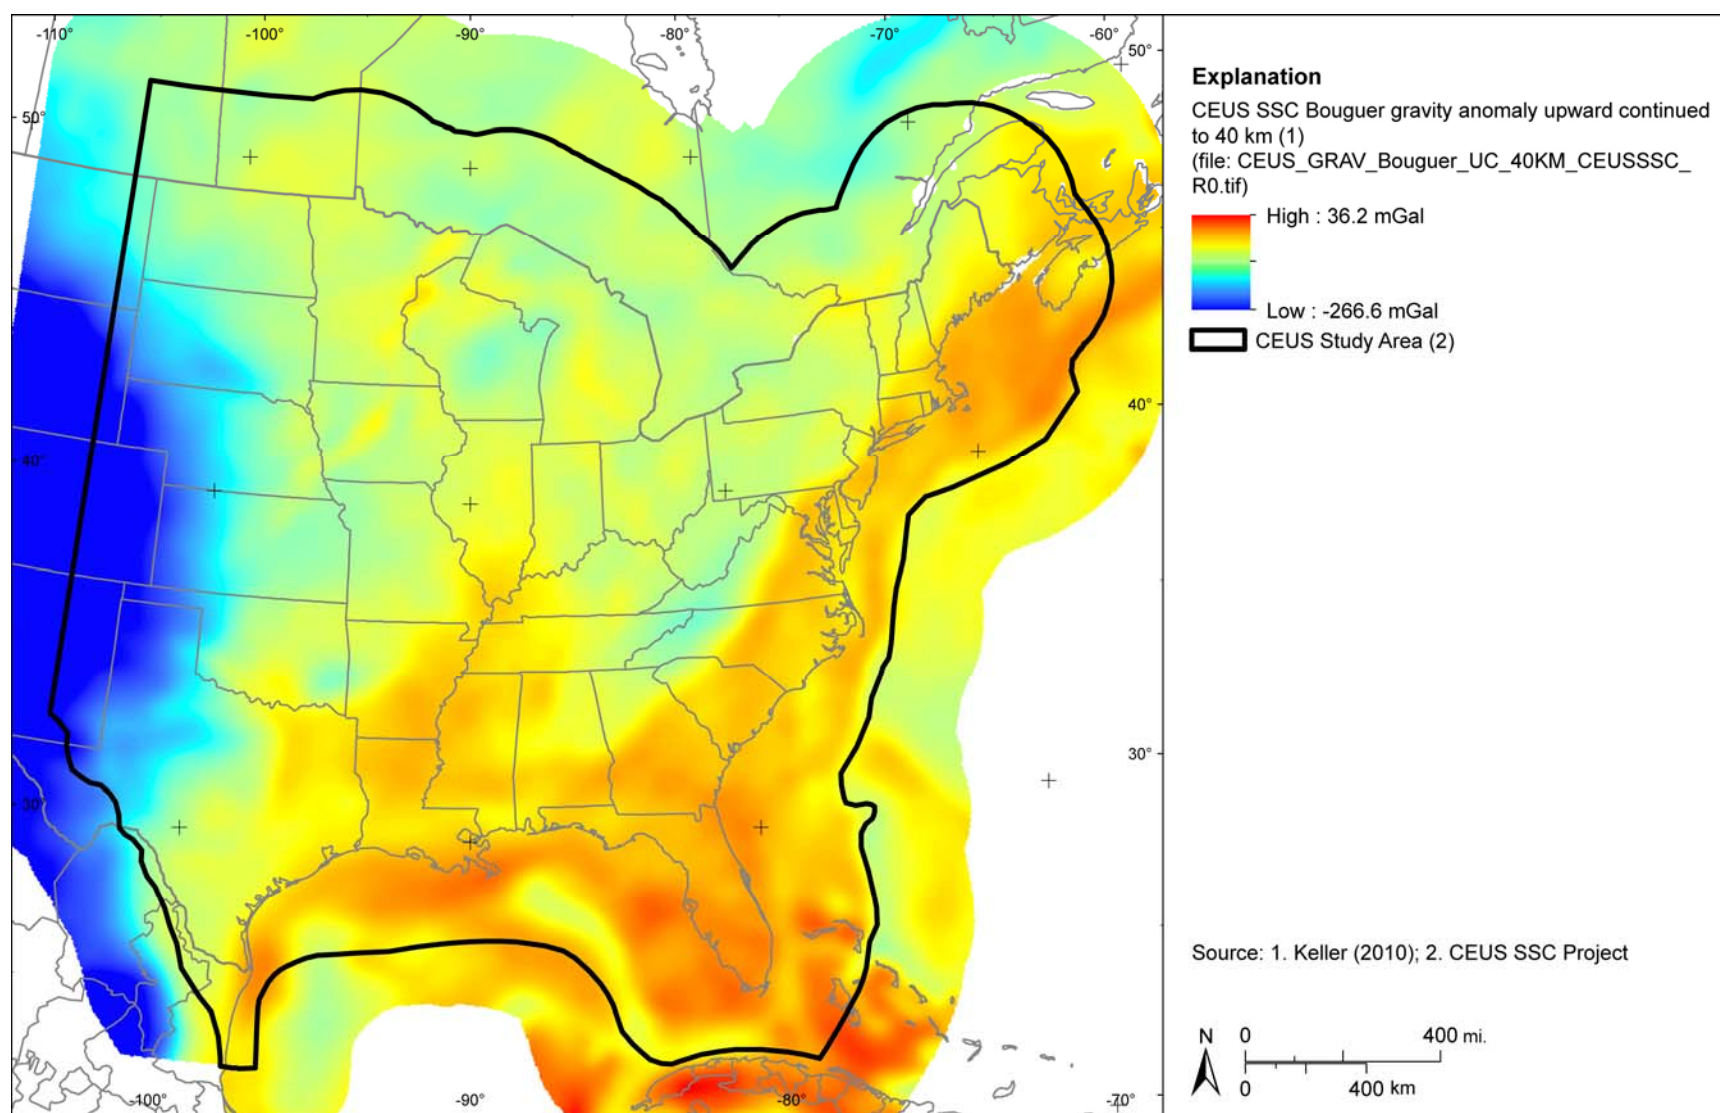 -110°
-100°
-90°
-80°
-70°
-60°
50°
50°
40°
40°
30°
30°
-100°
-90°
-80°
-70°
Explanation
CEUS SSC Bouguer gravity anomaly upward continued
to 40 km (1)
(file: CEUS_GRAV_Bouguer_UC_40KM_CEUSSSC_
R0.tif)
High : 36.2 mGal
Low : -266.6 mGal
CEUS Study Area (2)
Source: 1. Keller (2010); 2. CEUS SSC Project
N
0 400 mi.
0 400 km